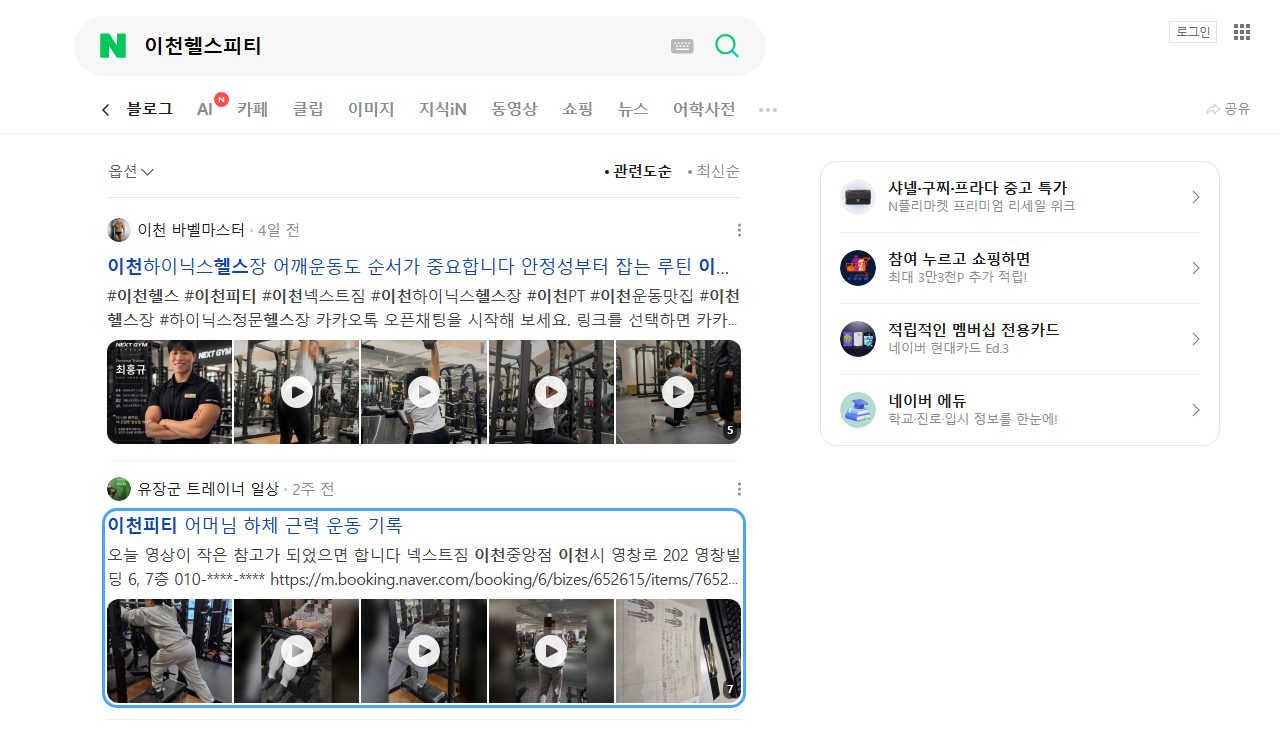 이천헬스피티
로그인
블로그 AI N 카페 클립 이미지 지식iN 동영상 쇼핑 뉴스 어학사전
공유
옵션
• 관련도순 • 최신순
이천 바벨마스터 · 4일 전
이천하이닉스헬스장 어깨운동도 순서가 중요합니다 안정성부터 잡는 루틴 이...
#이천헬스 #이천피티 #이천넥스트짐 #이천하이닉스헬스장 #이천PT #이천운동맛집 #이천
헬스장 #하이닉스정문헬스장 카카오톡 오픈채팅을 시작해 보세요. 링크를 선택하면 카카...
NEXT GYM
Personal Trainer
최홍규
NEXT GYM
5
유장군 트레이너 일상 · 2주 전
이천피티 어머님 하체 근력 운동 기록
오늘 영상이 작은 참고가 되었으면 합니다 넥스트짐 이천중앙점 이천시 영창로 202 영창빌
딩 6, 7층 010-****-**** https://m.booking.naver.com/booking/6/bizes/652615/items/7652...
7
샤넬·구찌·프라다 중고 특가
N플리마켓 프리미엄 리세일 위크
참여 누르고 쇼핑하면
최대 3만3천P 추가 적립!
적립적인 멤버십 전용카드
네이버 현대카드 Ed.3
네이버 에듀
학교·진로·입시 정보를 한눈에!